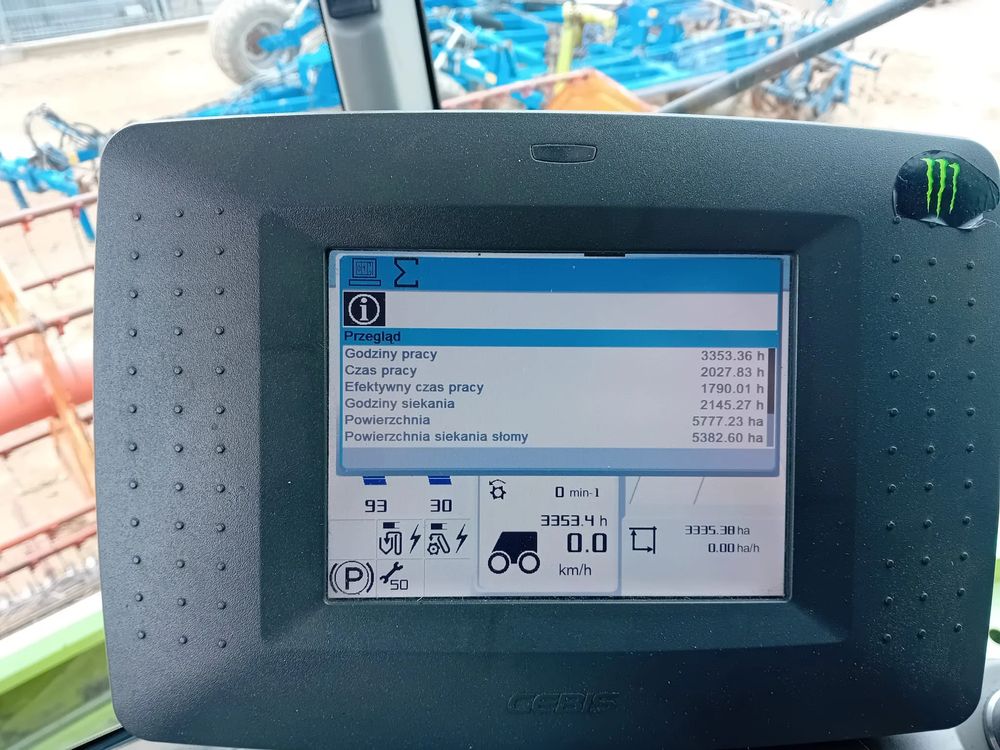 Przegląd
Godziny pracy 3353.36 h
Czas pracy 2027.83 h
Efektywny czas pracy 1790.01 h
Godziny siekania 2145.27 h
Powierzchnia 5777.23 ha
Powierzchnia siekania słomy 5382.60 ha
93 30
0 min-1
3353.4 h
0.0
km/h
3335.38 ha
0.00 ha/h
P 50
CEBIS